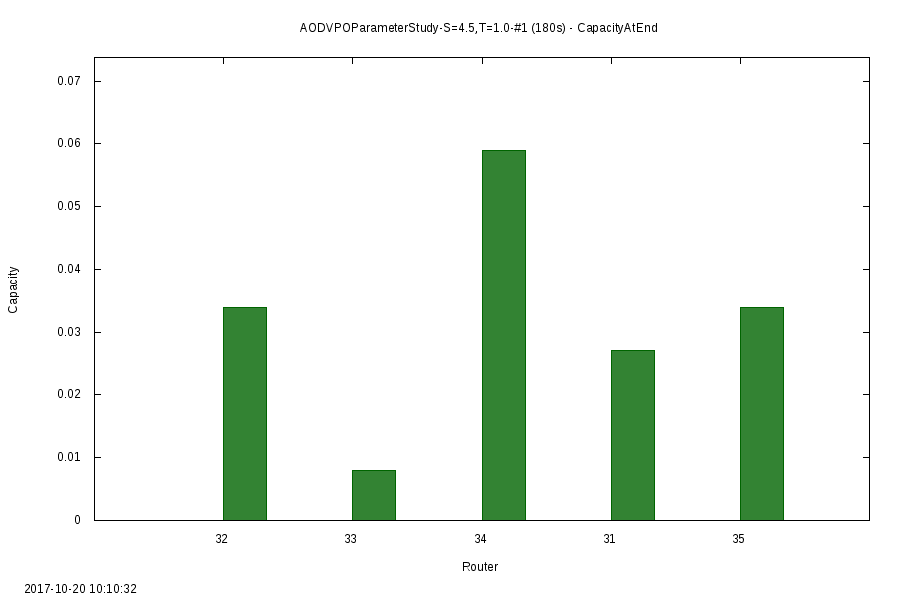 AODVPOParameterStudy-S=4.5,T=1.0-#1 (180s) - CapacityAtEnd
0.07
0.06
0.05
0.04
0.03
0.02
0.01
0
Capacity
32 33 34 31 35
Router
2017-10-20 10:10:32